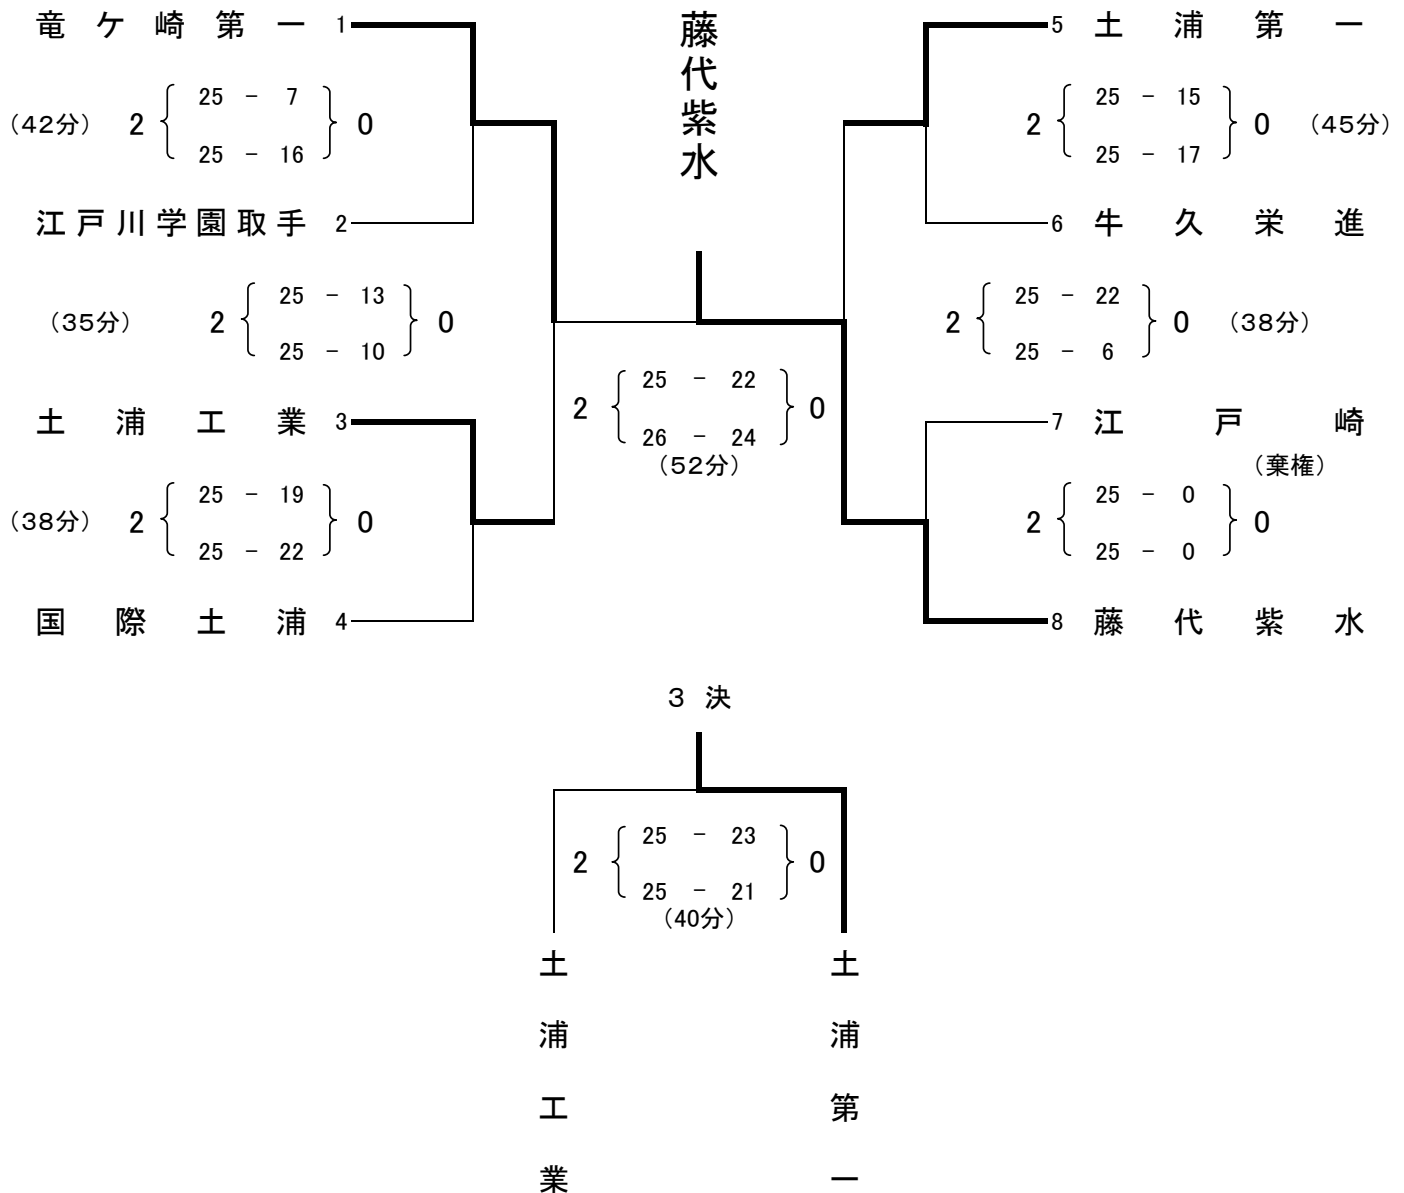 竜ケ崎第一 1
(42分) 2 25 - 7 0
25 - 16
江戸川学園取手 2
(35分) 2 25 - 13 0
25 - 10
土浦工業 3
(38分) 2 25 - 19 0
25 - 22
国際土浦 4
藤代紫水
2 25 - 22 0
26 - 24
(52分)
5 土浦第一
2 25 - 15 0 (45分)
25 - 17
6 牛久栄進
2 25 - 22 0 (38分)
25 - 6
7 江戸崎
(棄権)
2 25 - 0 0
25 - 0
8 藤代紫水
3 決
2 25 - 23 0
25 - 21
(40分)
土浦工業
土浦第一